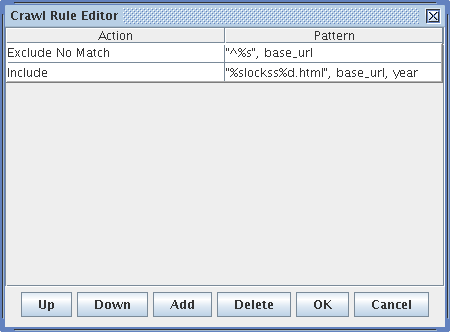 Crawl Rule Editor
Action Pattern
Exclude No Match "^%s", base_url
Include "%slockss%d.html", base_url, year
Up Down Add Delete OK Cancel